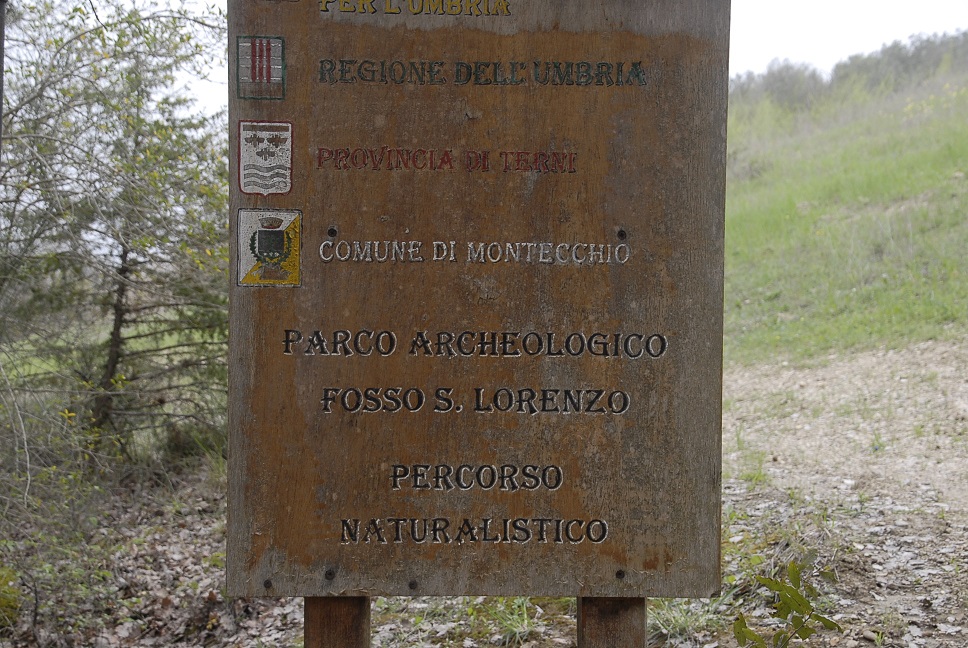 PER L'UMBRIA
REGIONE DELL'UMBRIA
PROVINCIA DI TERNI
COMUNE DI MONTECCHIO
PARCO ARCHEOLOGICO
FOSSO S. LORENZO
PERCORSO
NATURALISTICO